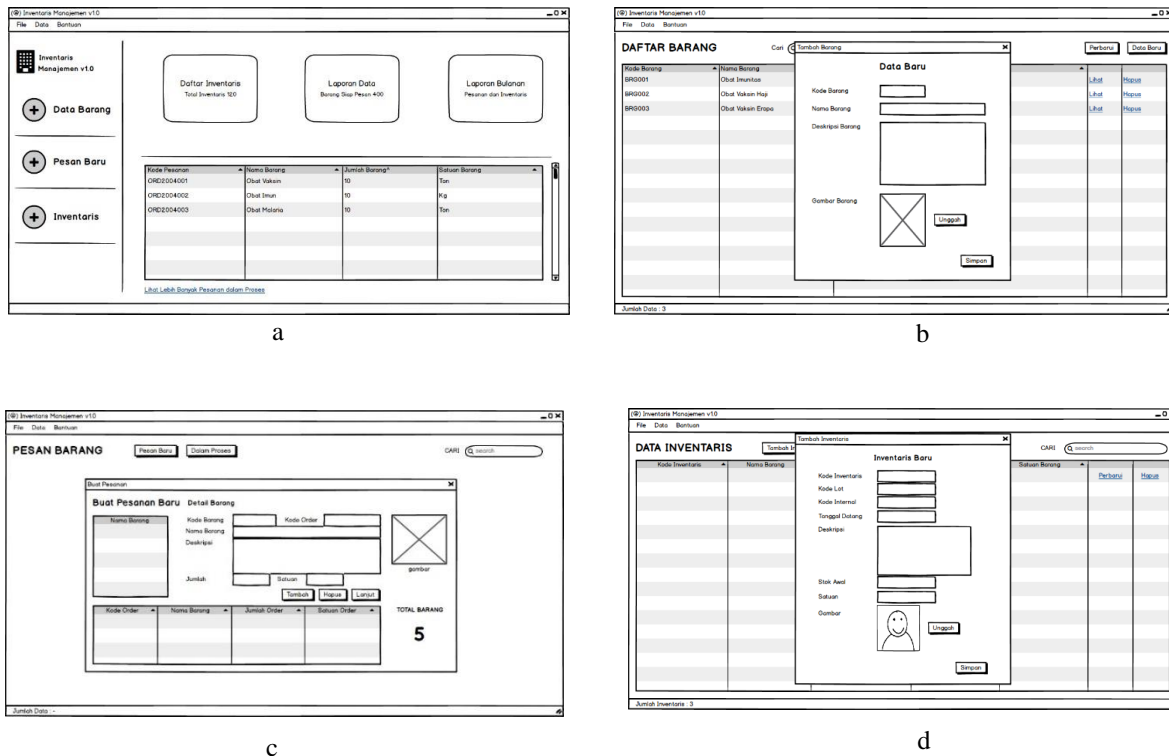 (@) Inventaris Manajemen v1.0
File Data Bantuan
Inventaris
Manajemen v1.0
Data Barang
Pesan Baru
Inventaris
Daftar Inventaris
Total Inventaris 120
Laporan Data
Barang Siap Pesan 400
Laporan Bulanan
Pesanan dan Inventaris
Kode Pesanan Nama Barang Jumlah Barang^ Satuan Barang
ORD2004001 Obat Vaksin 10 Ton
ORD2004002 Obat Imun 10 Kg
ORD2004003 Obat Malaria 10 Ton
Lihat Lebih Banyak Pesanan dalam Proses
a
(@) Inventaris Manajemen v1.0
File Data Bantuan
DAFTAR BARANG Cari Perbarui Data Baru
Kode Barang Nama Barang
BRG001 Obat Imunitas Lihat Hapus
BRG002 Obat Vaksin Haji Lihat Hapus
BRG003 Obat Vaksin Eropa Lihat Hapus
Tambah Barang
Data Baru
Kode Barang
Nama Barang
Deskripsi Barang
Gambar Barang
Unggah
Simpan
Jumlah Data : 3
b
(@) Inventaris Manajemen v1.0
File Data Bantuan
PESAN BARANG Pesan Baru Dalam Proses CARI search
Buat Pesanan
Buat Pesanan Baru Detail Barang
Nama Barang
Kode Barang Kode Order
Nama Barang
Deskripsi
gambar
Jumlah Satuan
Tambah Hapus Lanjut
Kode Order Nama Barang Jumlah Order Satuan Order
TOTAL BARANG
5
Jumlah Data : -
c
(@) Inventaris Manajemen v1.0
File Data Bantuan
DATA INVENTARIS Tambah In CARI search
Kode Inventaris Nama Barang Satuan Barang
Perbarui Hapus
Tambah Inventaris
Inventaris Baru
Kode Inventaris
Kode Lot
Kode Internal
Tanggal Datang
Deskripsi
Stok Awal
Satuan
Gambar
Unggah
Simpan
Jumlah Inventaris : 3
d